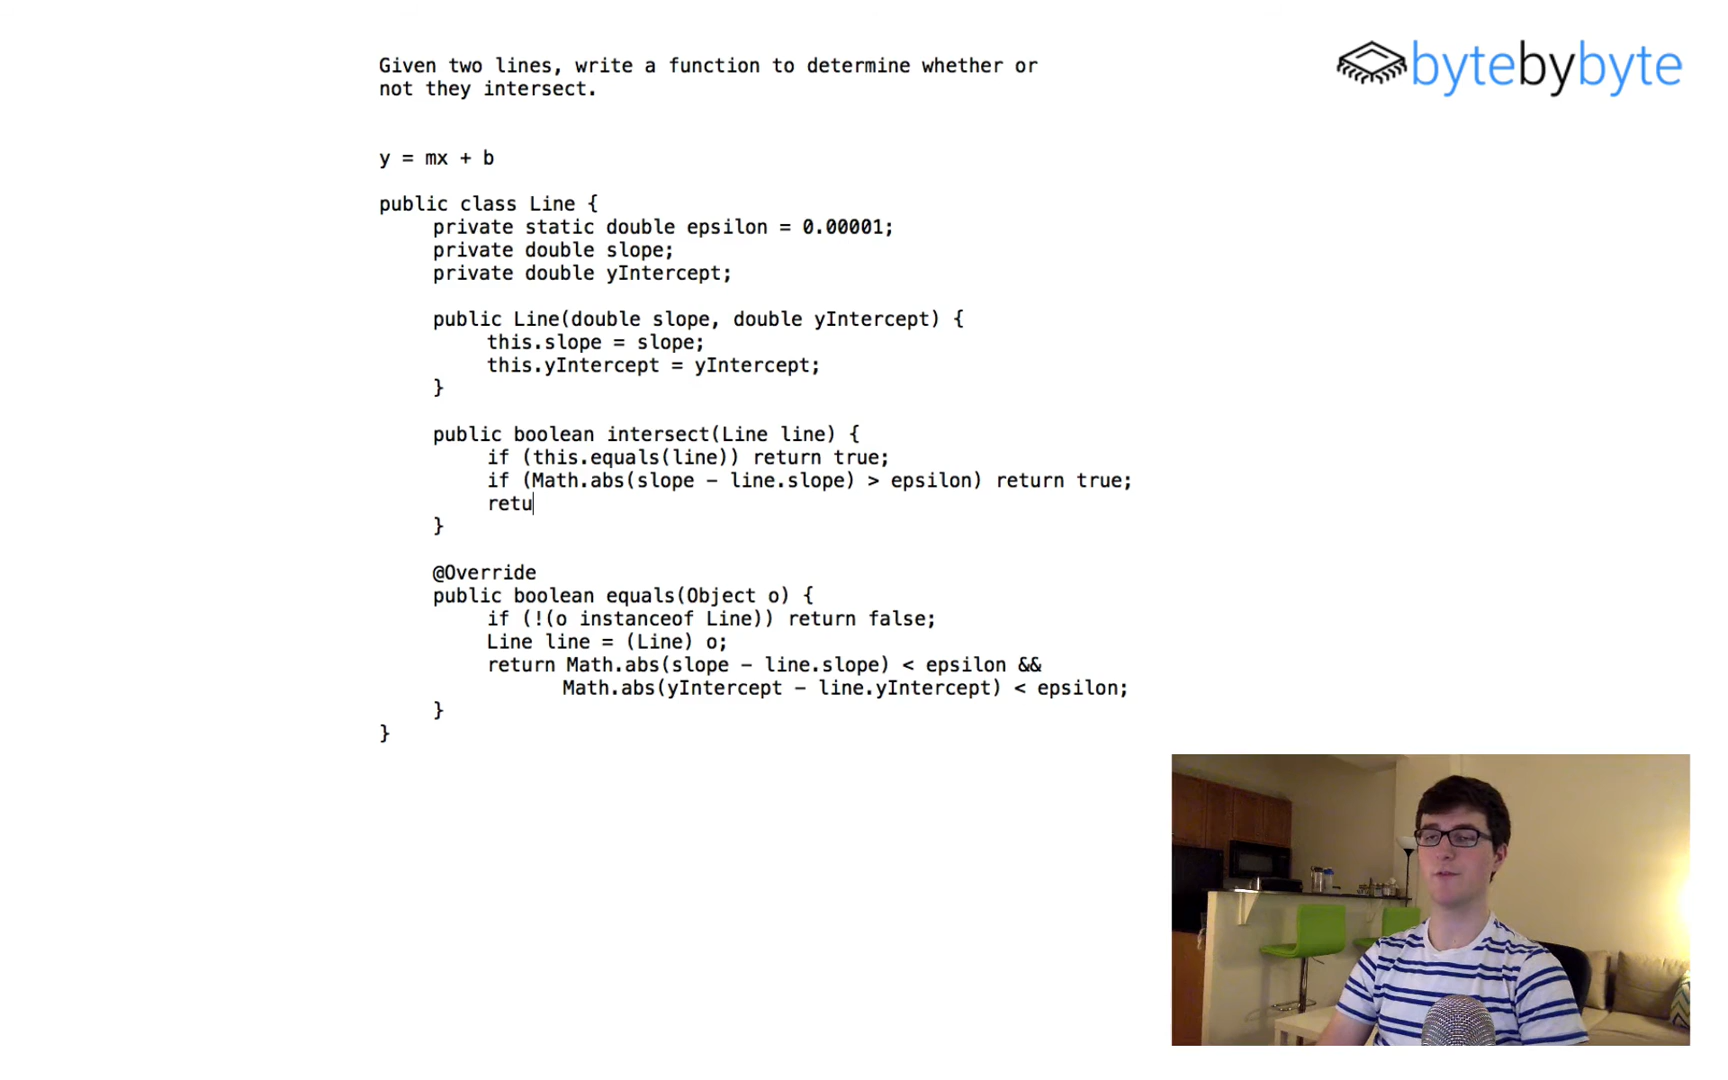 Given two lines, write a function to determine whether or
not they intersect.
bytebybyte
y = mx + b
public class Line {
private static double epsilon = 0.00001;
private double slope;
private double yIntercept;
public Line(double slope, double yIntercept) {
this.slope = slope;
this.yIntercept = yIntercept;
}
public boolean intersect(Line line) {
if (this.equals(line)) return true;
if (Math.abs(slope - line.slope) > epsilon) return true;
retu
}
@Override
public boolean equals(Object o) {
if (!(o instanceof Line)) return false;
Line line = (Line) o;
return Math.abs(slope - line.slope) < epsilon &&
Math.abs(yIntercept - line.yIntercept) < epsilon;
}
}